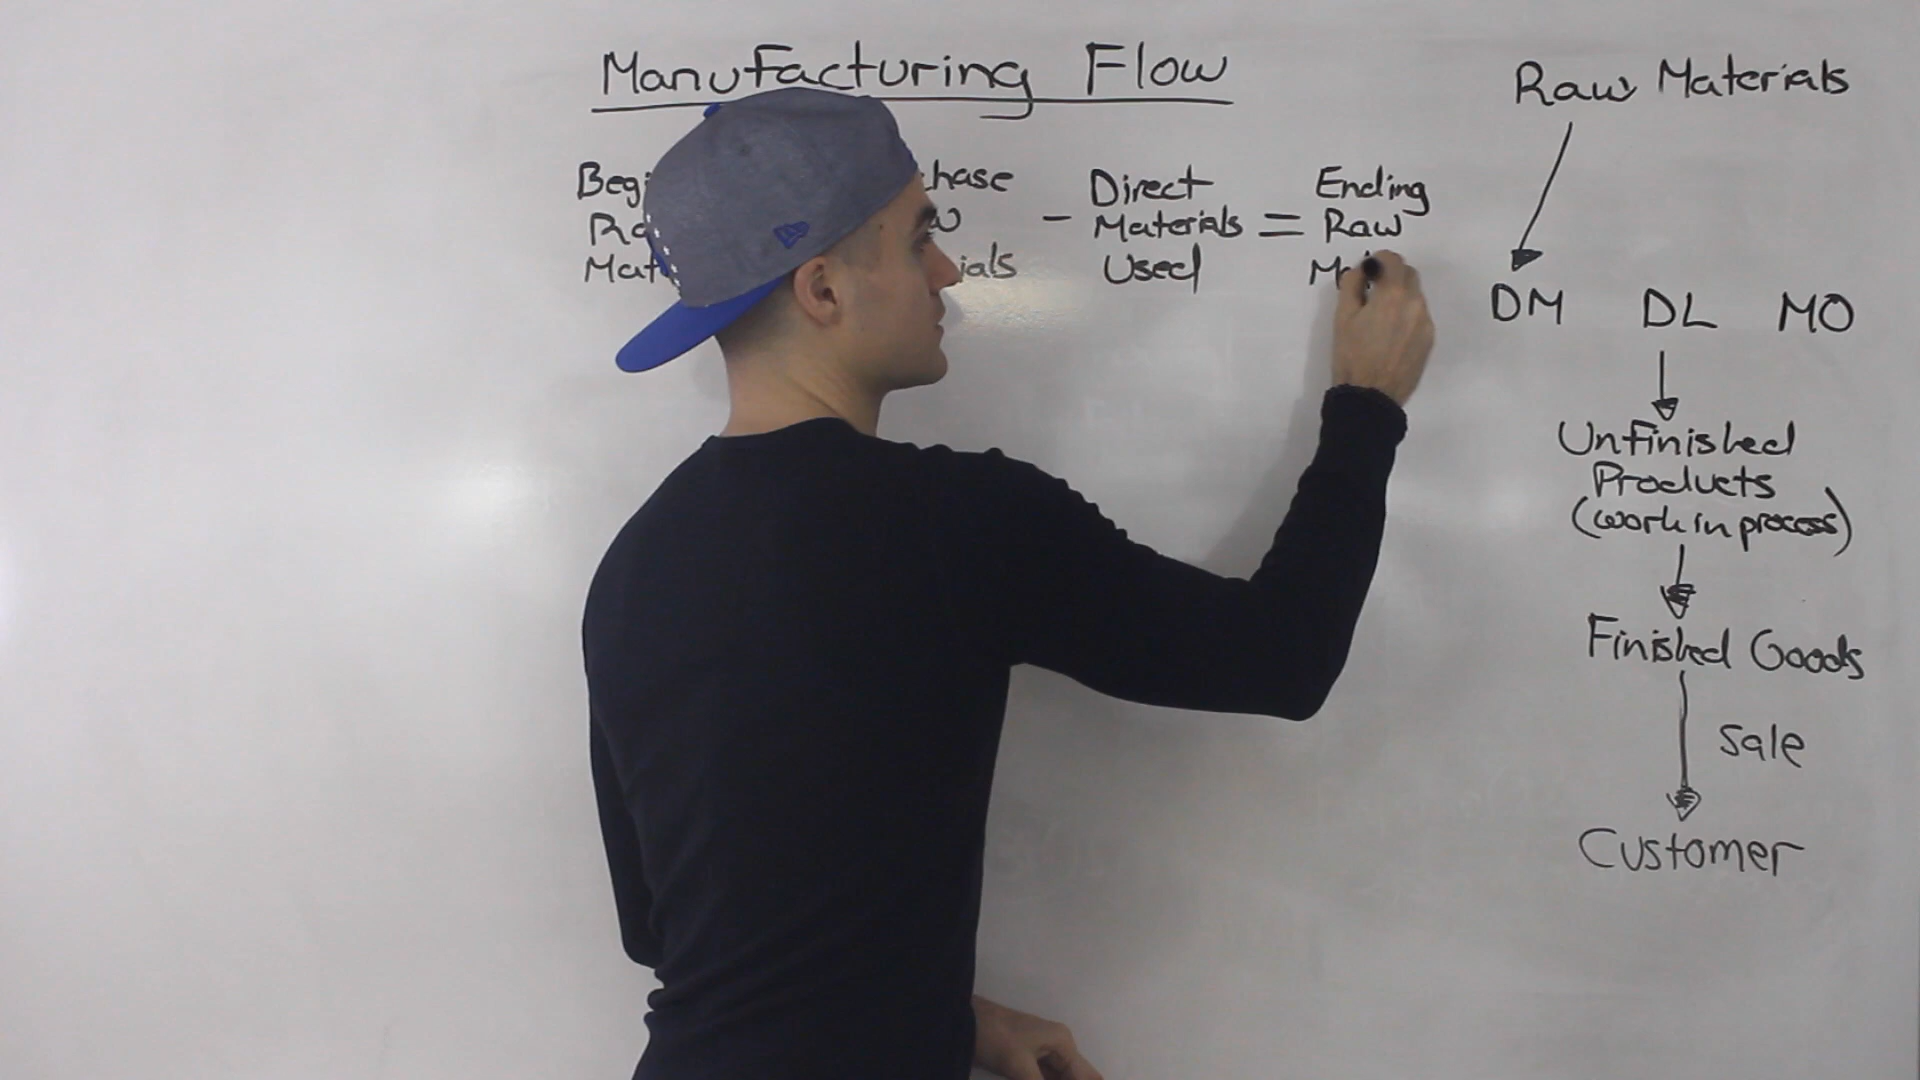 Manufacturing Flow
Raw Materials
Direct
Materials
Used
-
=
Ending
Raw
DM DL MO
Unfinished
Products
(work in process)
Finished Goods
Sale
Customer